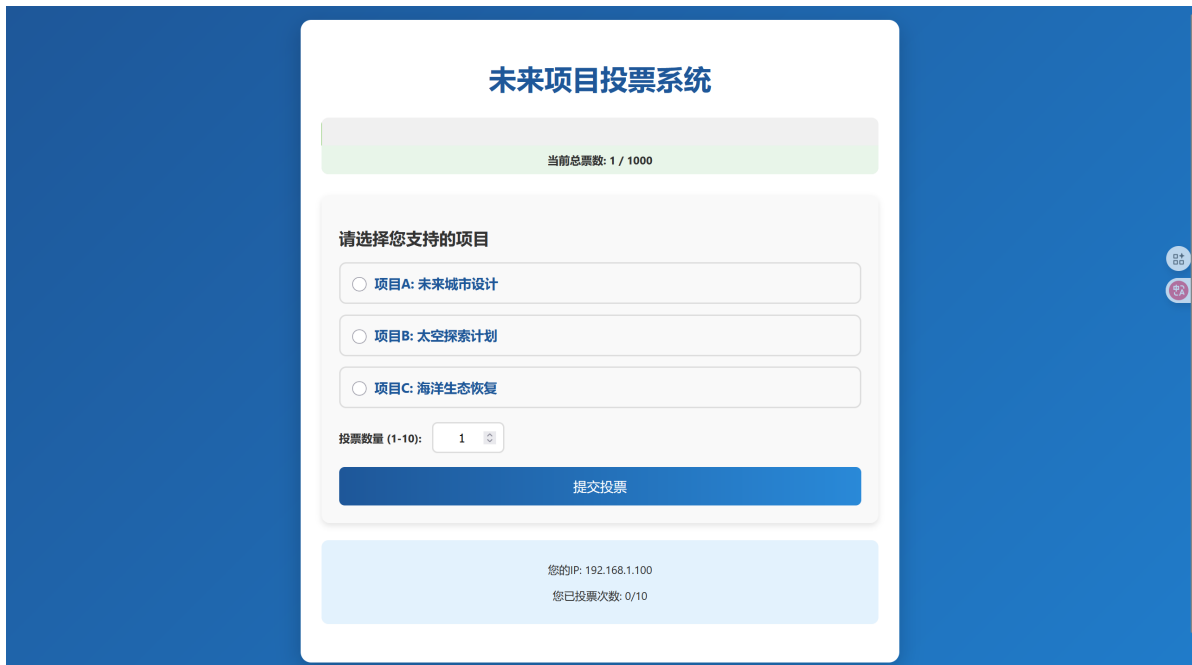 未来项目投票系统
当前总票数: 1 / 1000
请选择您支持的项目
项目A: 未来城市设计
项目B: 太空探索计划
项目C: 海洋生态恢复
投票数量 (1-10): 1
提交投票
您的IP: 192.168.1.100
您已投票次数: 0/10